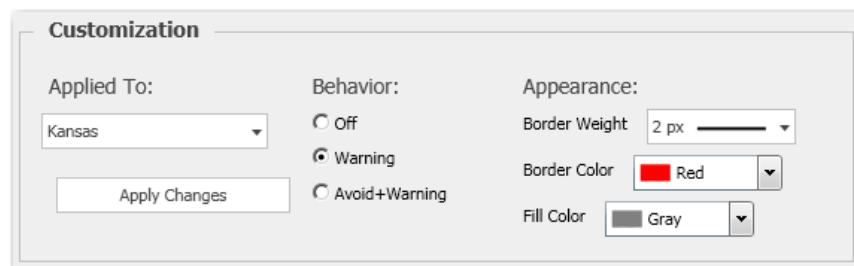 Customization
Applied To:
Kansas
Apply Changes
Behavior:
Off
Warning
Avoid+Warning
Appearance:
Border Weight 2 px
Border Color Red
Fill Color Gray